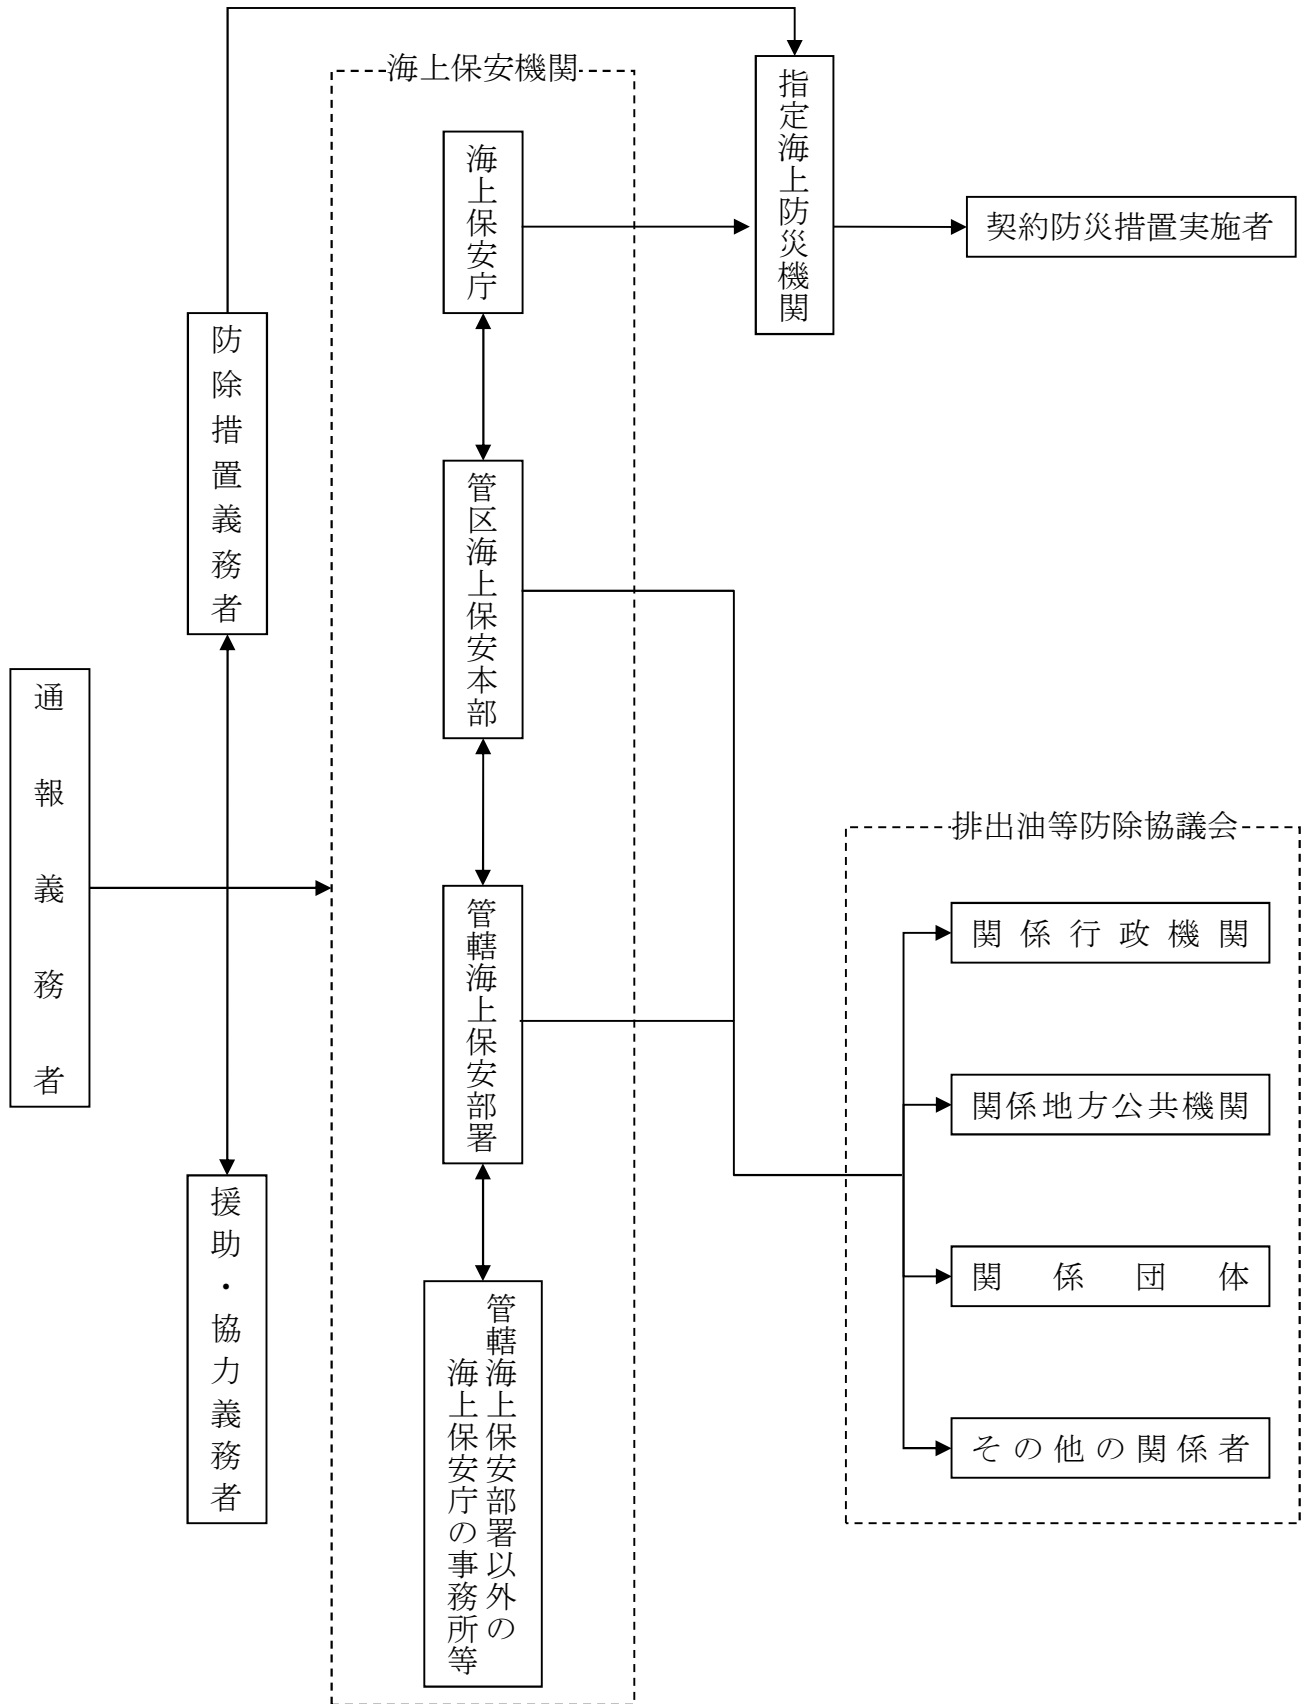 海上保安機関
指定海上防災機関
海上保安庁
契約防災措置実施者
防除措置義務者
管区海上保安本部
通報義務者
排出油等防除協議会
管轄海上保安部署
関係行政機関
関係地方公共機関
援助・協力義務者
関係団体
管轄海上保安部署以外の
海上保安庁の事務所等
その他の関係者